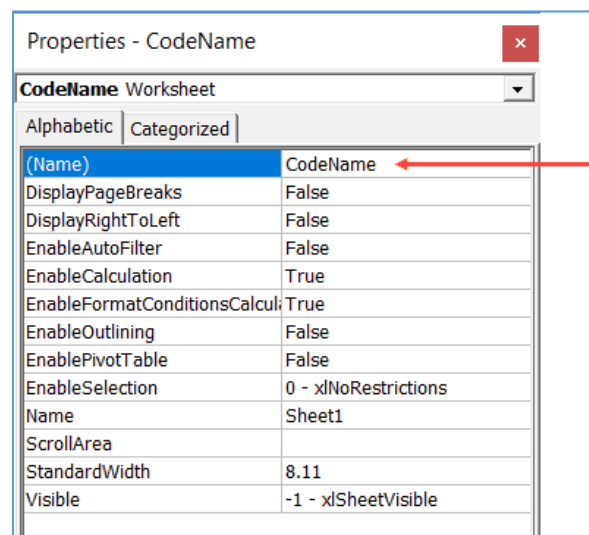 Properties - CodeName
×
CodeName Worksheet
Alphabetic Categorized
(Name) CodeName
DisplayPageBreaks False
DisplayRightToLeft False
EnableAutoFilter False
EnableCalculation True
EnableFormatConditionsCalcula True
EnableOutlining False
EnablePivotTable False
EnableSelection 0 - xlNoRestrictions
Name Sheet1
ScrollArea
StandardWidth 8.11
Visible -1 - xlSheetVisible